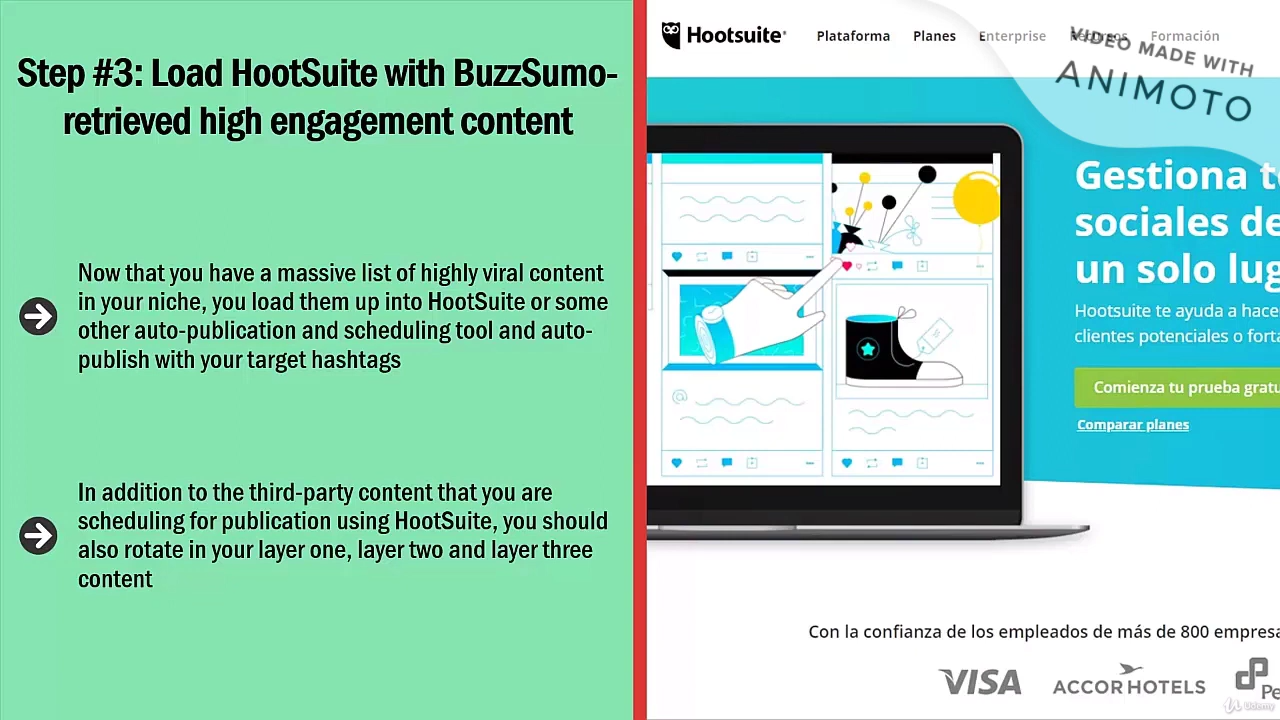 Step #3: Load HootSuite with BuzzSumo-
retrieved high engagement content
Now that you have a massive list of highly viral content
in your niche, you load them up into HootSuite or some
other auto-publication and scheduling tool and auto-
publish with your target hashtags
In addition to the third-party content that you are
scheduling for publication using HootSuite, you should
also rotate in your layer one, layer two and layer three
content
Hootsuite Plataforma Planes Enterprise Recursos Formación
VIDEO MADE WITH
ANIMOTO
Gestiona t
sociales de
un solo lug
Hootsuite te ayuda a hace
clientes potenciales o fort
Comienza tu prueba gratu
Comparar planes
Con la confianza de los empleados de más de 800 empresa
VISA ACCORHOTELS Pe
Udemy